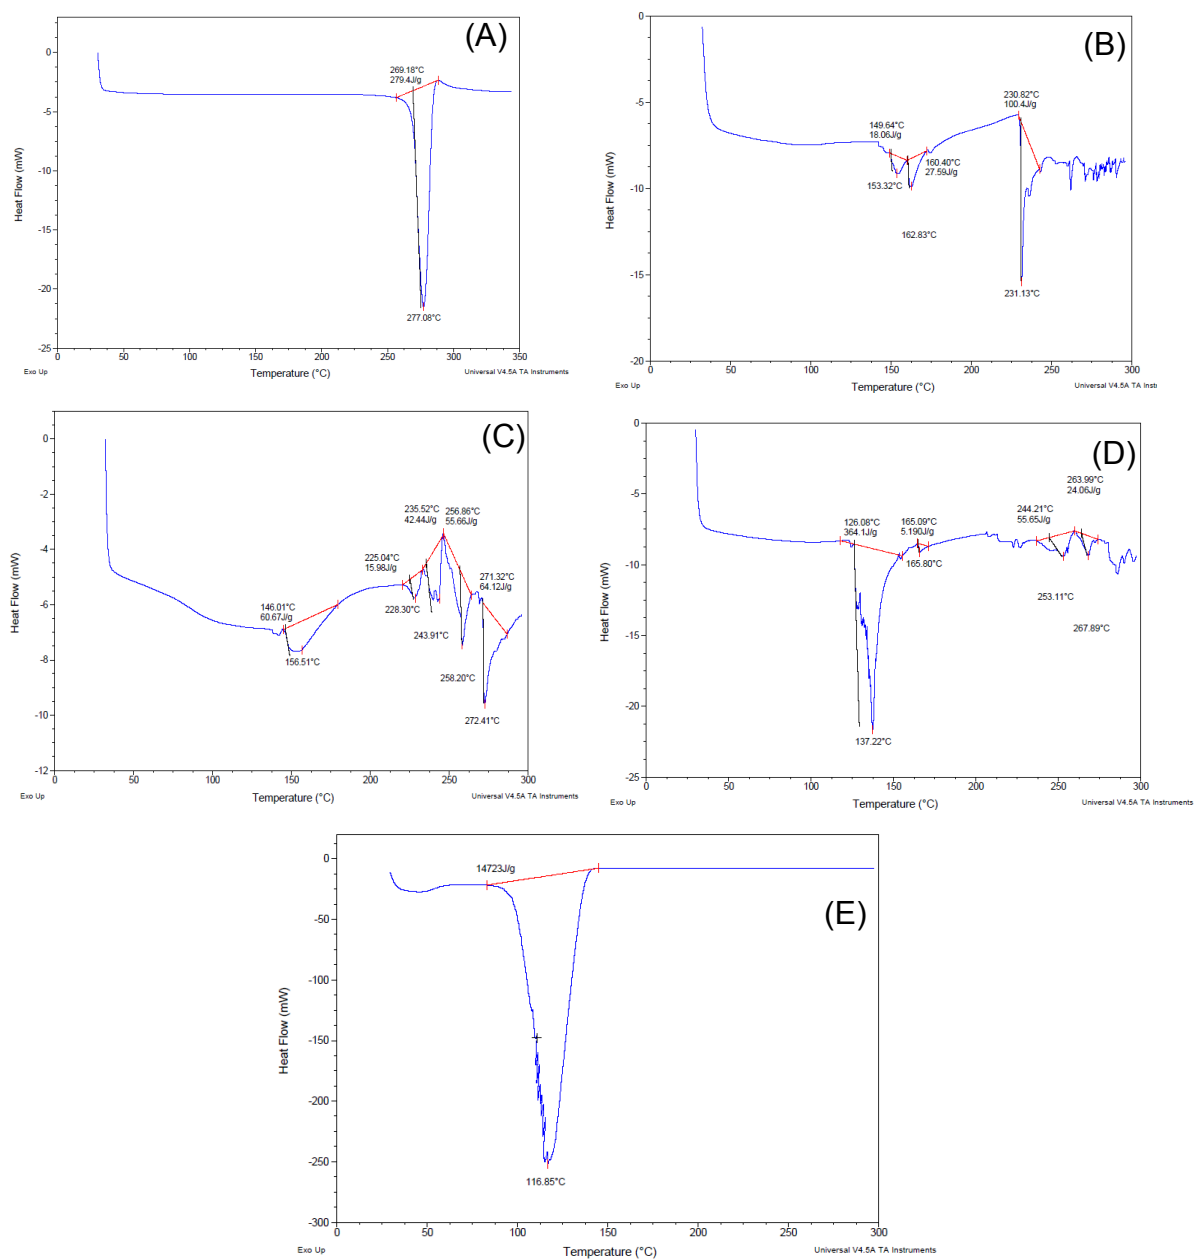 (A)
0
-5
-10
-15
-20
-25
Heat Flow (mW)
269.18°C
279.4J/g
277.08°C
0
50
100
150
200
250
300
350
Exo Up
Temperature (°C)
Universal V4.5A TA Instruments
(B)
0
-5
-10
-15
-20
Heat Flow (mW)
149.64°C
18.06J/g
153.32°C
160.40°C
27.59J/g
162.83°C
230.82°C
100.4J/g
231.13°C
0
50
100
150
200
250
300
Exo Up
Temperature (°C)
Universal V4.5A TA Inst
(C)
0
-2
-4
-6
-8
-10
-12
Heat Flow (mW)
146.01°C
60.67J/g
156.51°C
225.04°C
15.98J/g
228.30°C
235.52°C
42.44J/g
243.91°C
256.86°C
55.66J/g
258.20°C
271.32°C
64.12J/g
272.41°C
0
50
100
150
200
250
300
Exo Up
Temperature (°C)
Universal V4.5A TA Instruments
(D)
0
-5
-10
-15
-20
-25
Heat Flow (mW)
126.08°C
364.1J/g
137.22°C
165.09°C
5.190J/g
165.80°C
244.21°C
55.65J/g
253.11°C
263.99°C
24.06J/g
267.89°C
0
50
100
150
200
250
300
Exo Up
Temperature (°C)
Universal V4.5A TA Instruments
(E)
0
-50
-100
-150
-200
-250
-300
Heat Flow (mW)
14723J/g
116.85°C
0
50
100
150
200
250
300
Exo Up
Temperature (°C)
Universal V4.5A TA Instruments